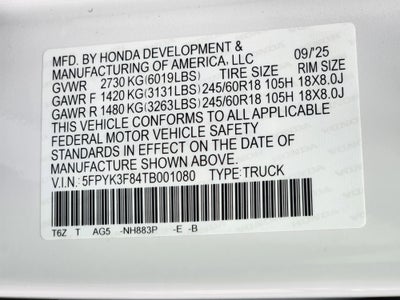 MFD. BY HONDA DEVELOPMENT &
MANUFACTURING OF AMERICA, LLC 09/'25
GVWR 2730 KG(6019LBS) TIRE SIZE RIM SIZE
GAWR F 1420 KG(3131LBS)245/60R18 105H 18X8.0J
GAWR R 1480 KG(3263LBS)245/60R18 105H 18X8.0J
THIS VEHICLE CONFORMS TO ALL APPLICABLE
FEDERAL MOTOR VEHICLE SAFETY STANDARDS
IN EFFECT ON THE DATE OF
MANUFACTURE SHOWN ABOVE.
V.I.N. 5FPYK3F84TB001080 TYPE:TRUCK
T6Z T AG5 -NH883P -E -B